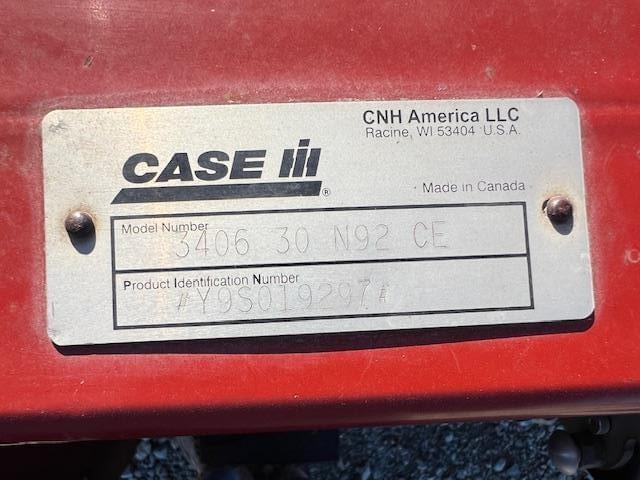 CNH America LLC
Racine, WI 53404 U.S.A.
CASE IH
®
Made in Canada
Model Number
3406 30 N92 CE
Product Identification Number
#Y9S019297#